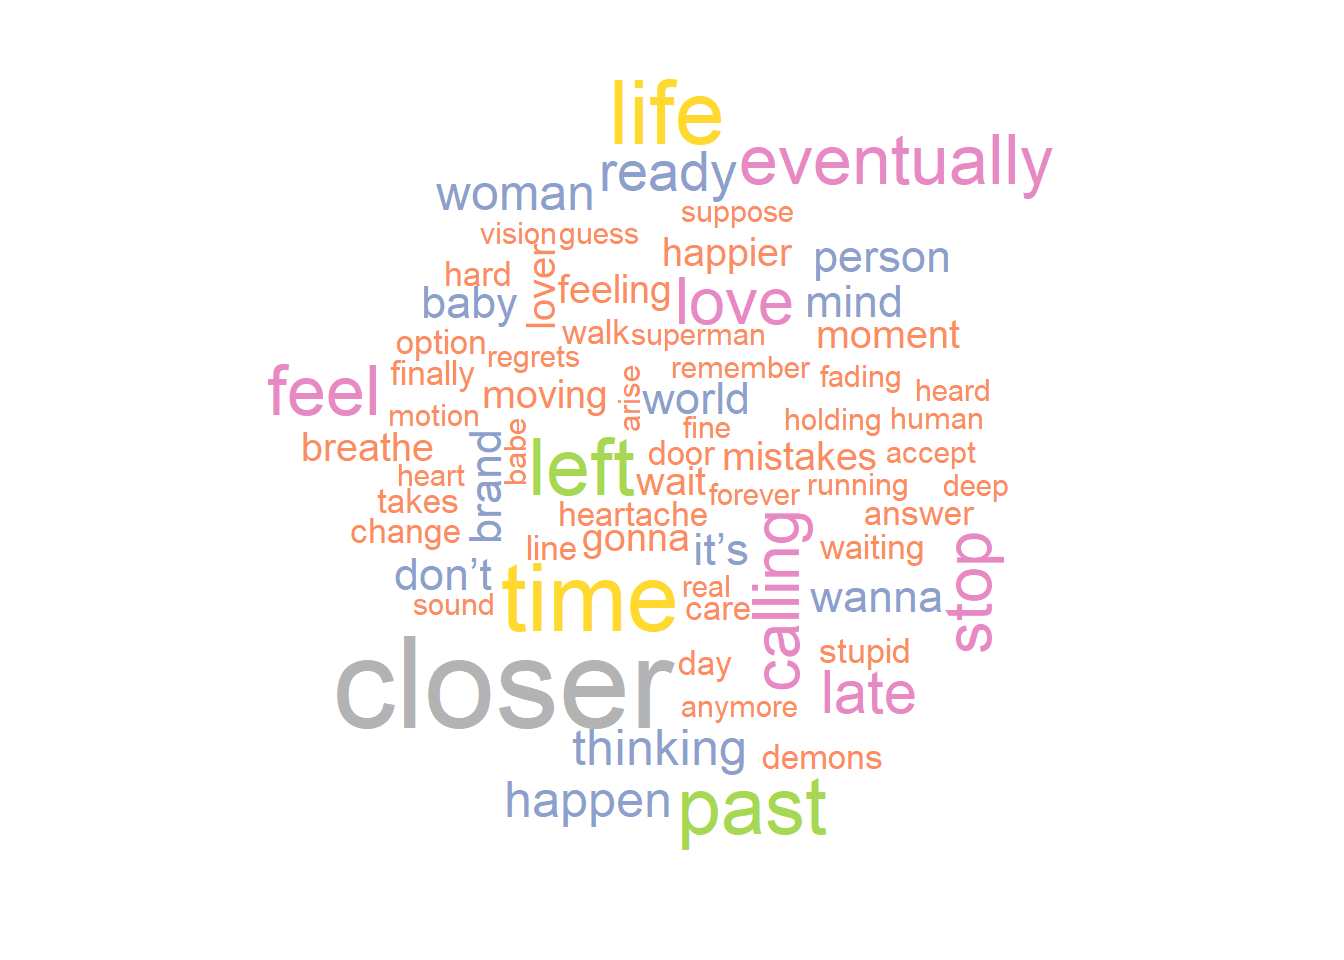 life
ready eventually
woman
suppose
vision guess
happier person
hard lover feeling
baby love mind
option walk superman moment
regrets
feel finally moving arise remember fading heard
world
motion fine holding human
breathe brand babe left door mistakes accept
heart wait running deep
takes forever
change heartache answer
line gonna it’s calling waiting stop
don’t time real wanna
sound care
closer day stupid
anymore late
thinking demons
happen past